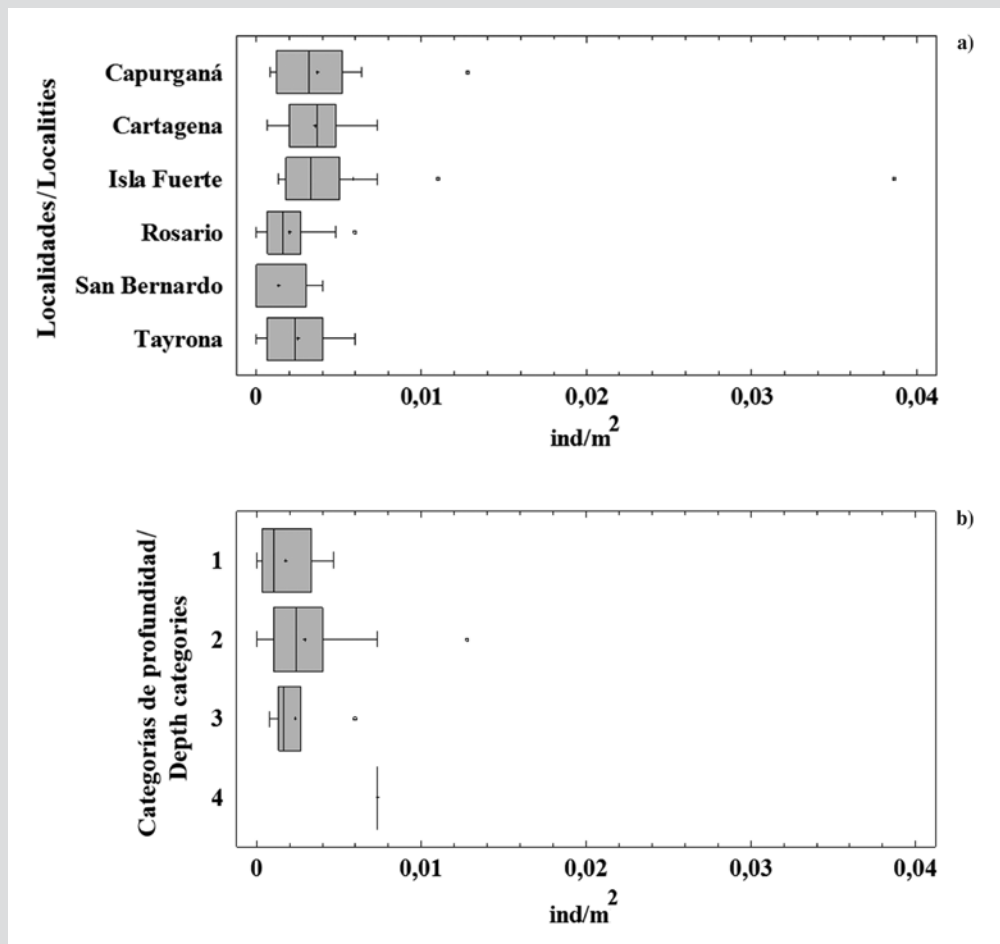 a)
Localidades/Localities
Capurganá
Cartagena
Isla Fuerte
Rosario
San Bernardo
Tayrona
0 0,01 0,02 0,03 0,04
ind/m²
b)
Categorías de profundidad/
Depth categories
1
2
3
4
0 0,01 0,02 0,03 0,04
ind/m²